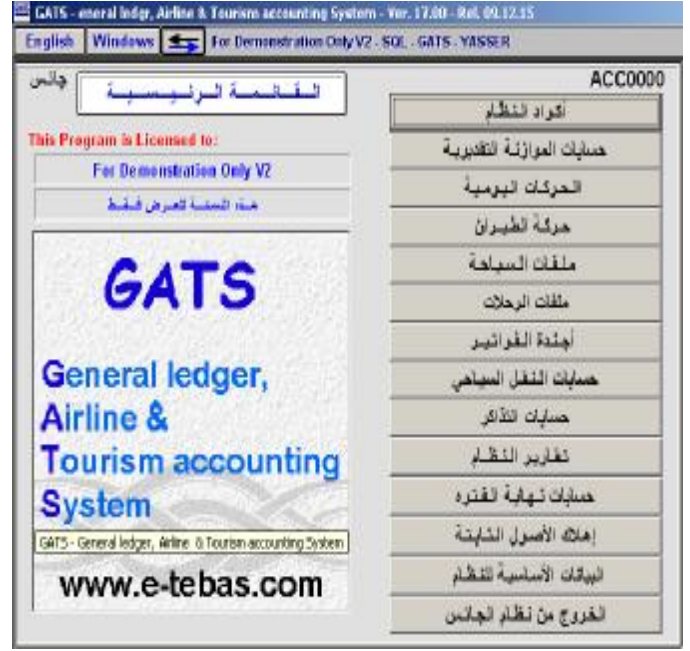 GATS - eneral ledgr, Airline & Tourism accounting System - Ver. 17.00 - Rel. 09.12.15
English Windows For Demonstration Only V2 - SQL - GATS - YASSER
جانس
القائمة الرئيسية
ACC0000
This Program is Licensed to:
For Demonstration Only V2
هذه النسخة للعرض فقط
GATS
General ledger,
Airline &
Tourism accounting
System
GATS - General ledger, Airline & Tourism accounting System
www.e-tebas.com
أكواد النظام
حسابات الموازنة التقديرية
الحركات اليومية
حركة الطيران
ملفات السياحة
ملفات الرحلات
أجندة الفواتير
حسابات النقل السياحي
حسابات التذاكر
تقارير النظام
حسابات نهاية الفتره
إهلاك الأصول الثابتة
البيانات الأساسية للنظام
الخروج من نظام الجانس